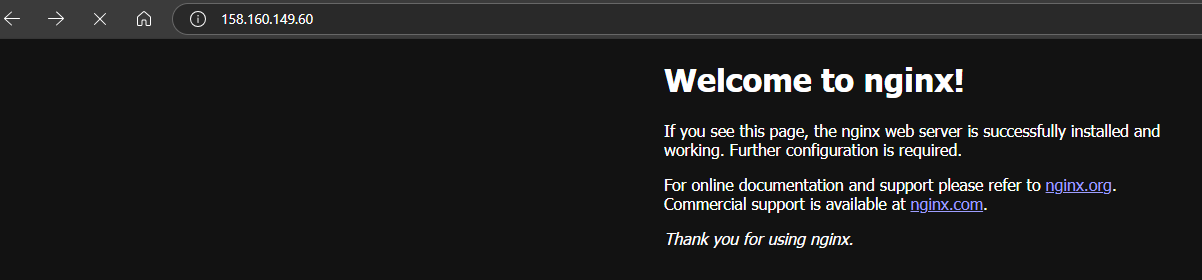 158.160.149.60
Welcome to nginx!
If you see this page, the nginx web server is successfully installed and
working. Further configuration is required.
For online documentation and support please refer to nginx.org.
Commercial support is available at nginx.com.
Thank you for using nginx.